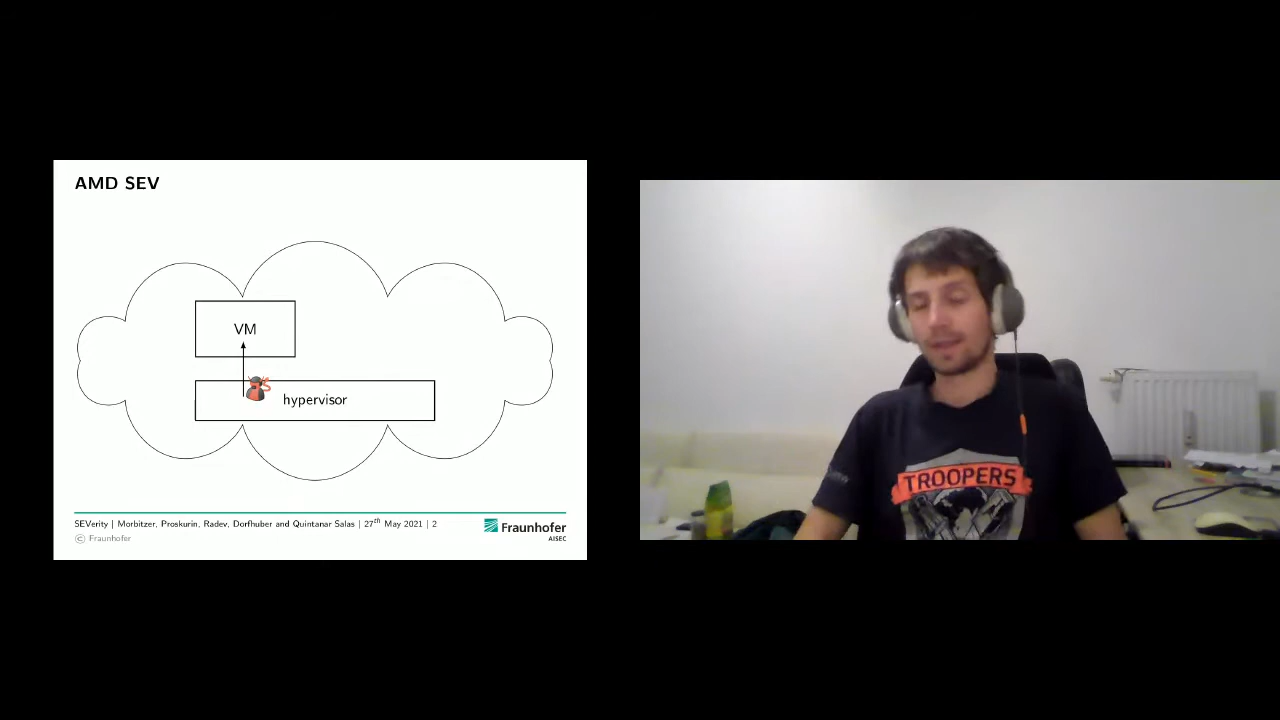 AMD SEV
VM
hypervisor
SEVerity | Morbitzer, Proskurin, Radev, Dorfhuber and Quintanar Salas | 27th May 2021 | 2
© Fraunhofer
Fraunhofer
AISEC
TROOPERS